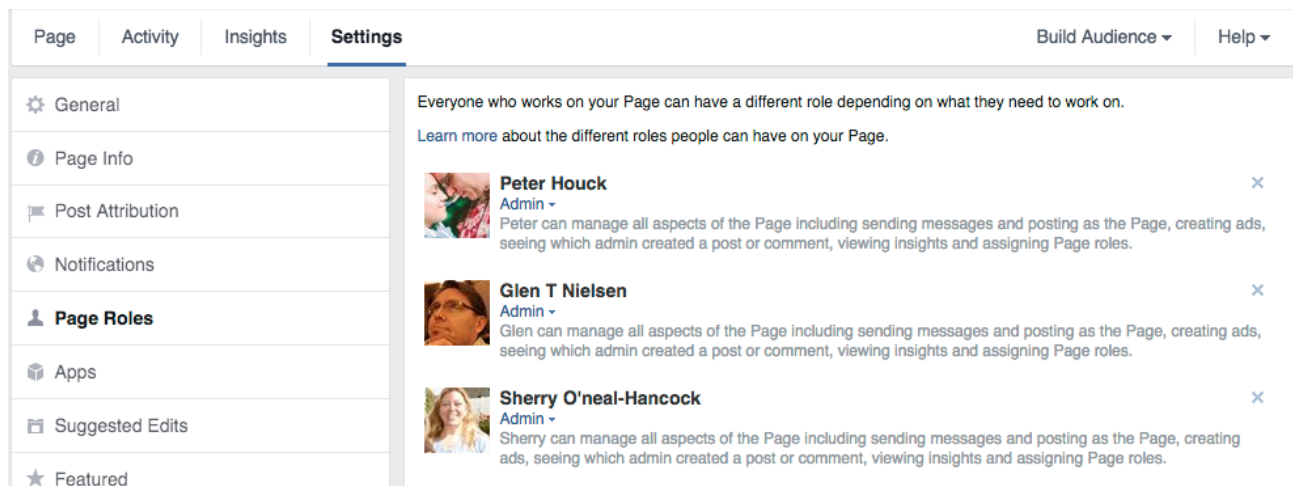 Page Activity Insights Settings Build Audience Help
General
Page Info
Post Attribution
Notifications
Page Roles
Apps
Suggested Edits
Featured
Everyone who works on your Page can have a different role depending on what they need to work on.
Learn more about the different roles people can have on your Page.
Peter Houck
Admin
Peter can manage all aspects of the Page including sending messages and posting as the Page, creating ads,
seeing which admin created a post or comment, viewing insights and assigning Page roles.
Glen T Nielsen
Admin
Glen can manage all aspects of the Page including sending messages and posting as the Page, creating ads,
seeing which admin created a post or comment, viewing insights and assigning Page roles.
Sherry O'neal-Hancock
Admin
Sherry can manage all aspects of the Page including sending messages and posting as the Page, creating
ads, seeing which admin created a post or comment, viewing insights and assigning Page roles.